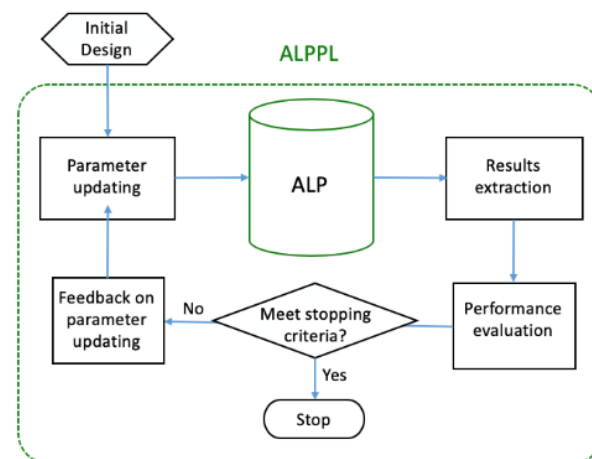 Initial
Design
ALPPL
Parameter
updating
ALP
Results
extraction
Feedback on
parameter
updating
No
Meet stopping
criteria?
Performance
evaluation
Yes
Stop